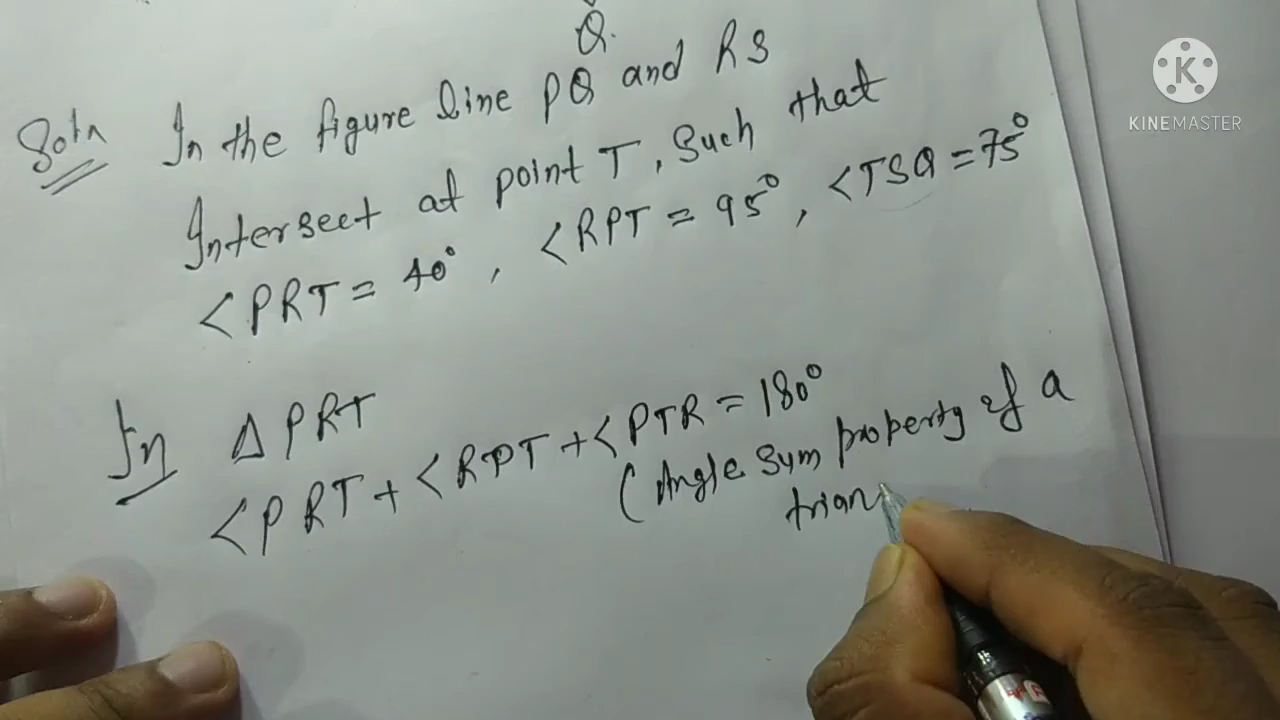 Q.
Soln In the figure line PQ and RS
Intersect at point T, Such that
<PRT = 40°, <RPT = 95°, <TSQ = 75°
In Δ PRT
<PRT + <RPT + <PTR = 180°
(Angle sum property of a
trian
K
KINEMASTER